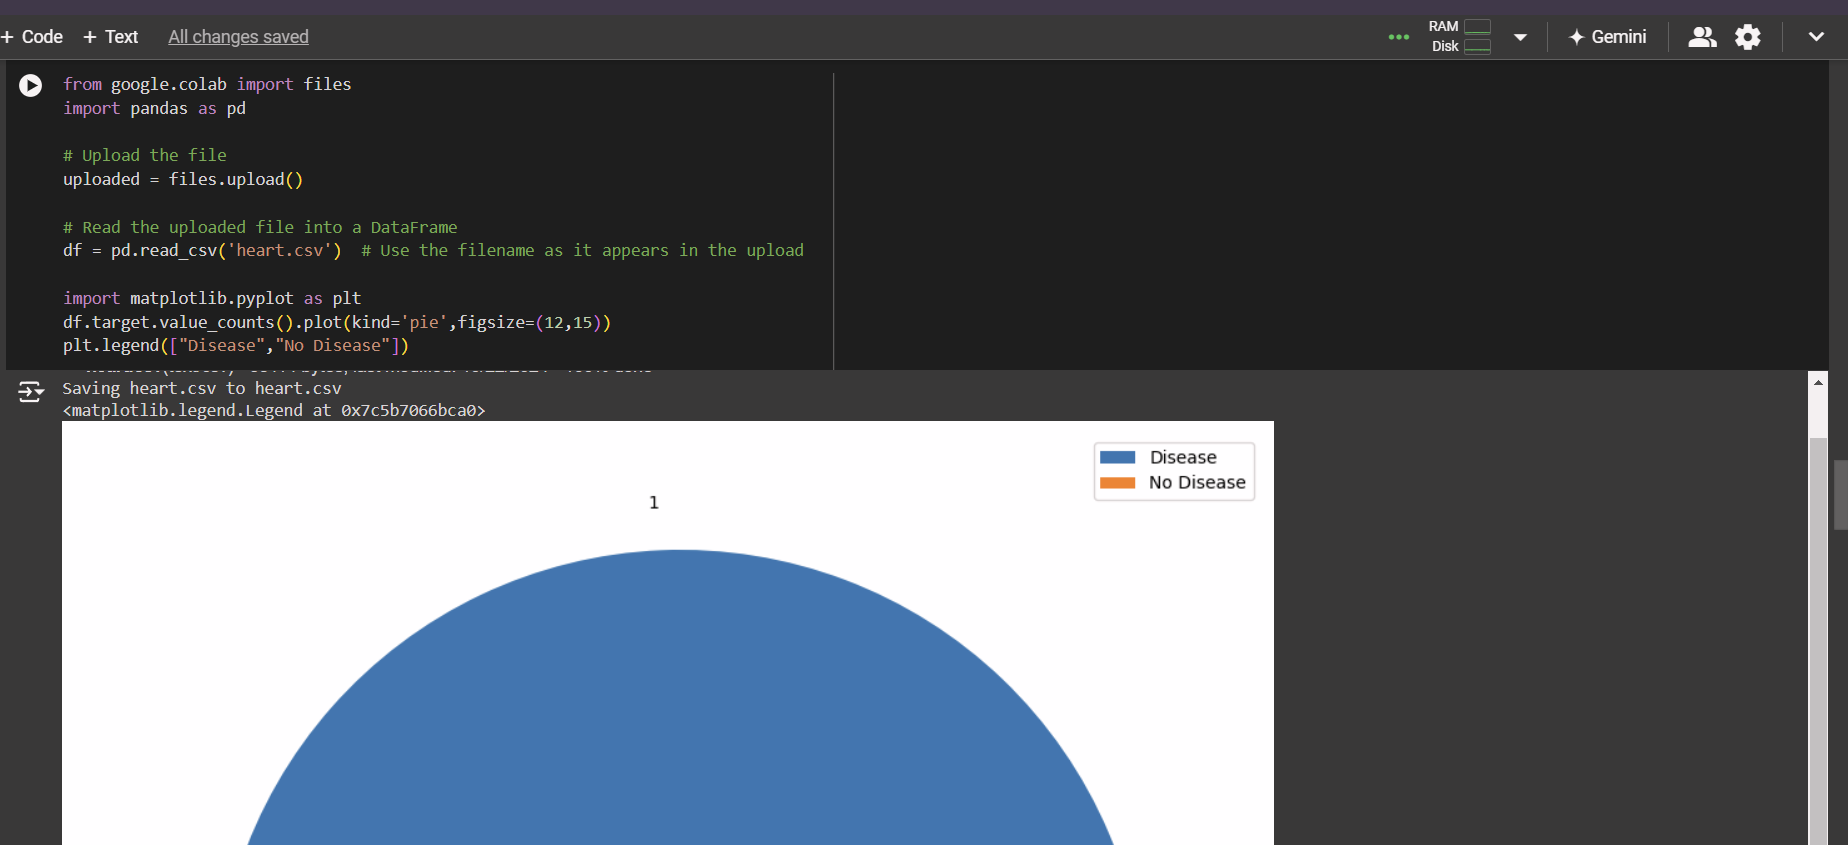 + Code + Text All changes saved
RAM
Disk
Gemini
from google.colab import files
import pandas as pd
# Upload the file
uploaded = files.upload()
# Read the uploaded file into a DataFrame
df = pd.read_csv('heart.csv')  # Use the filename as it appears in the upload
import matplotlib.pyplot as plt
df.target.value_counts().plot(kind='pie',figsize=(12,15))
plt.legend(["Disease","No Disease"])
Saving heart.csv to heart.csv
<matplotlib.legend.Legend at 0x7c5b7066bca0>
Disease
No Disease
1